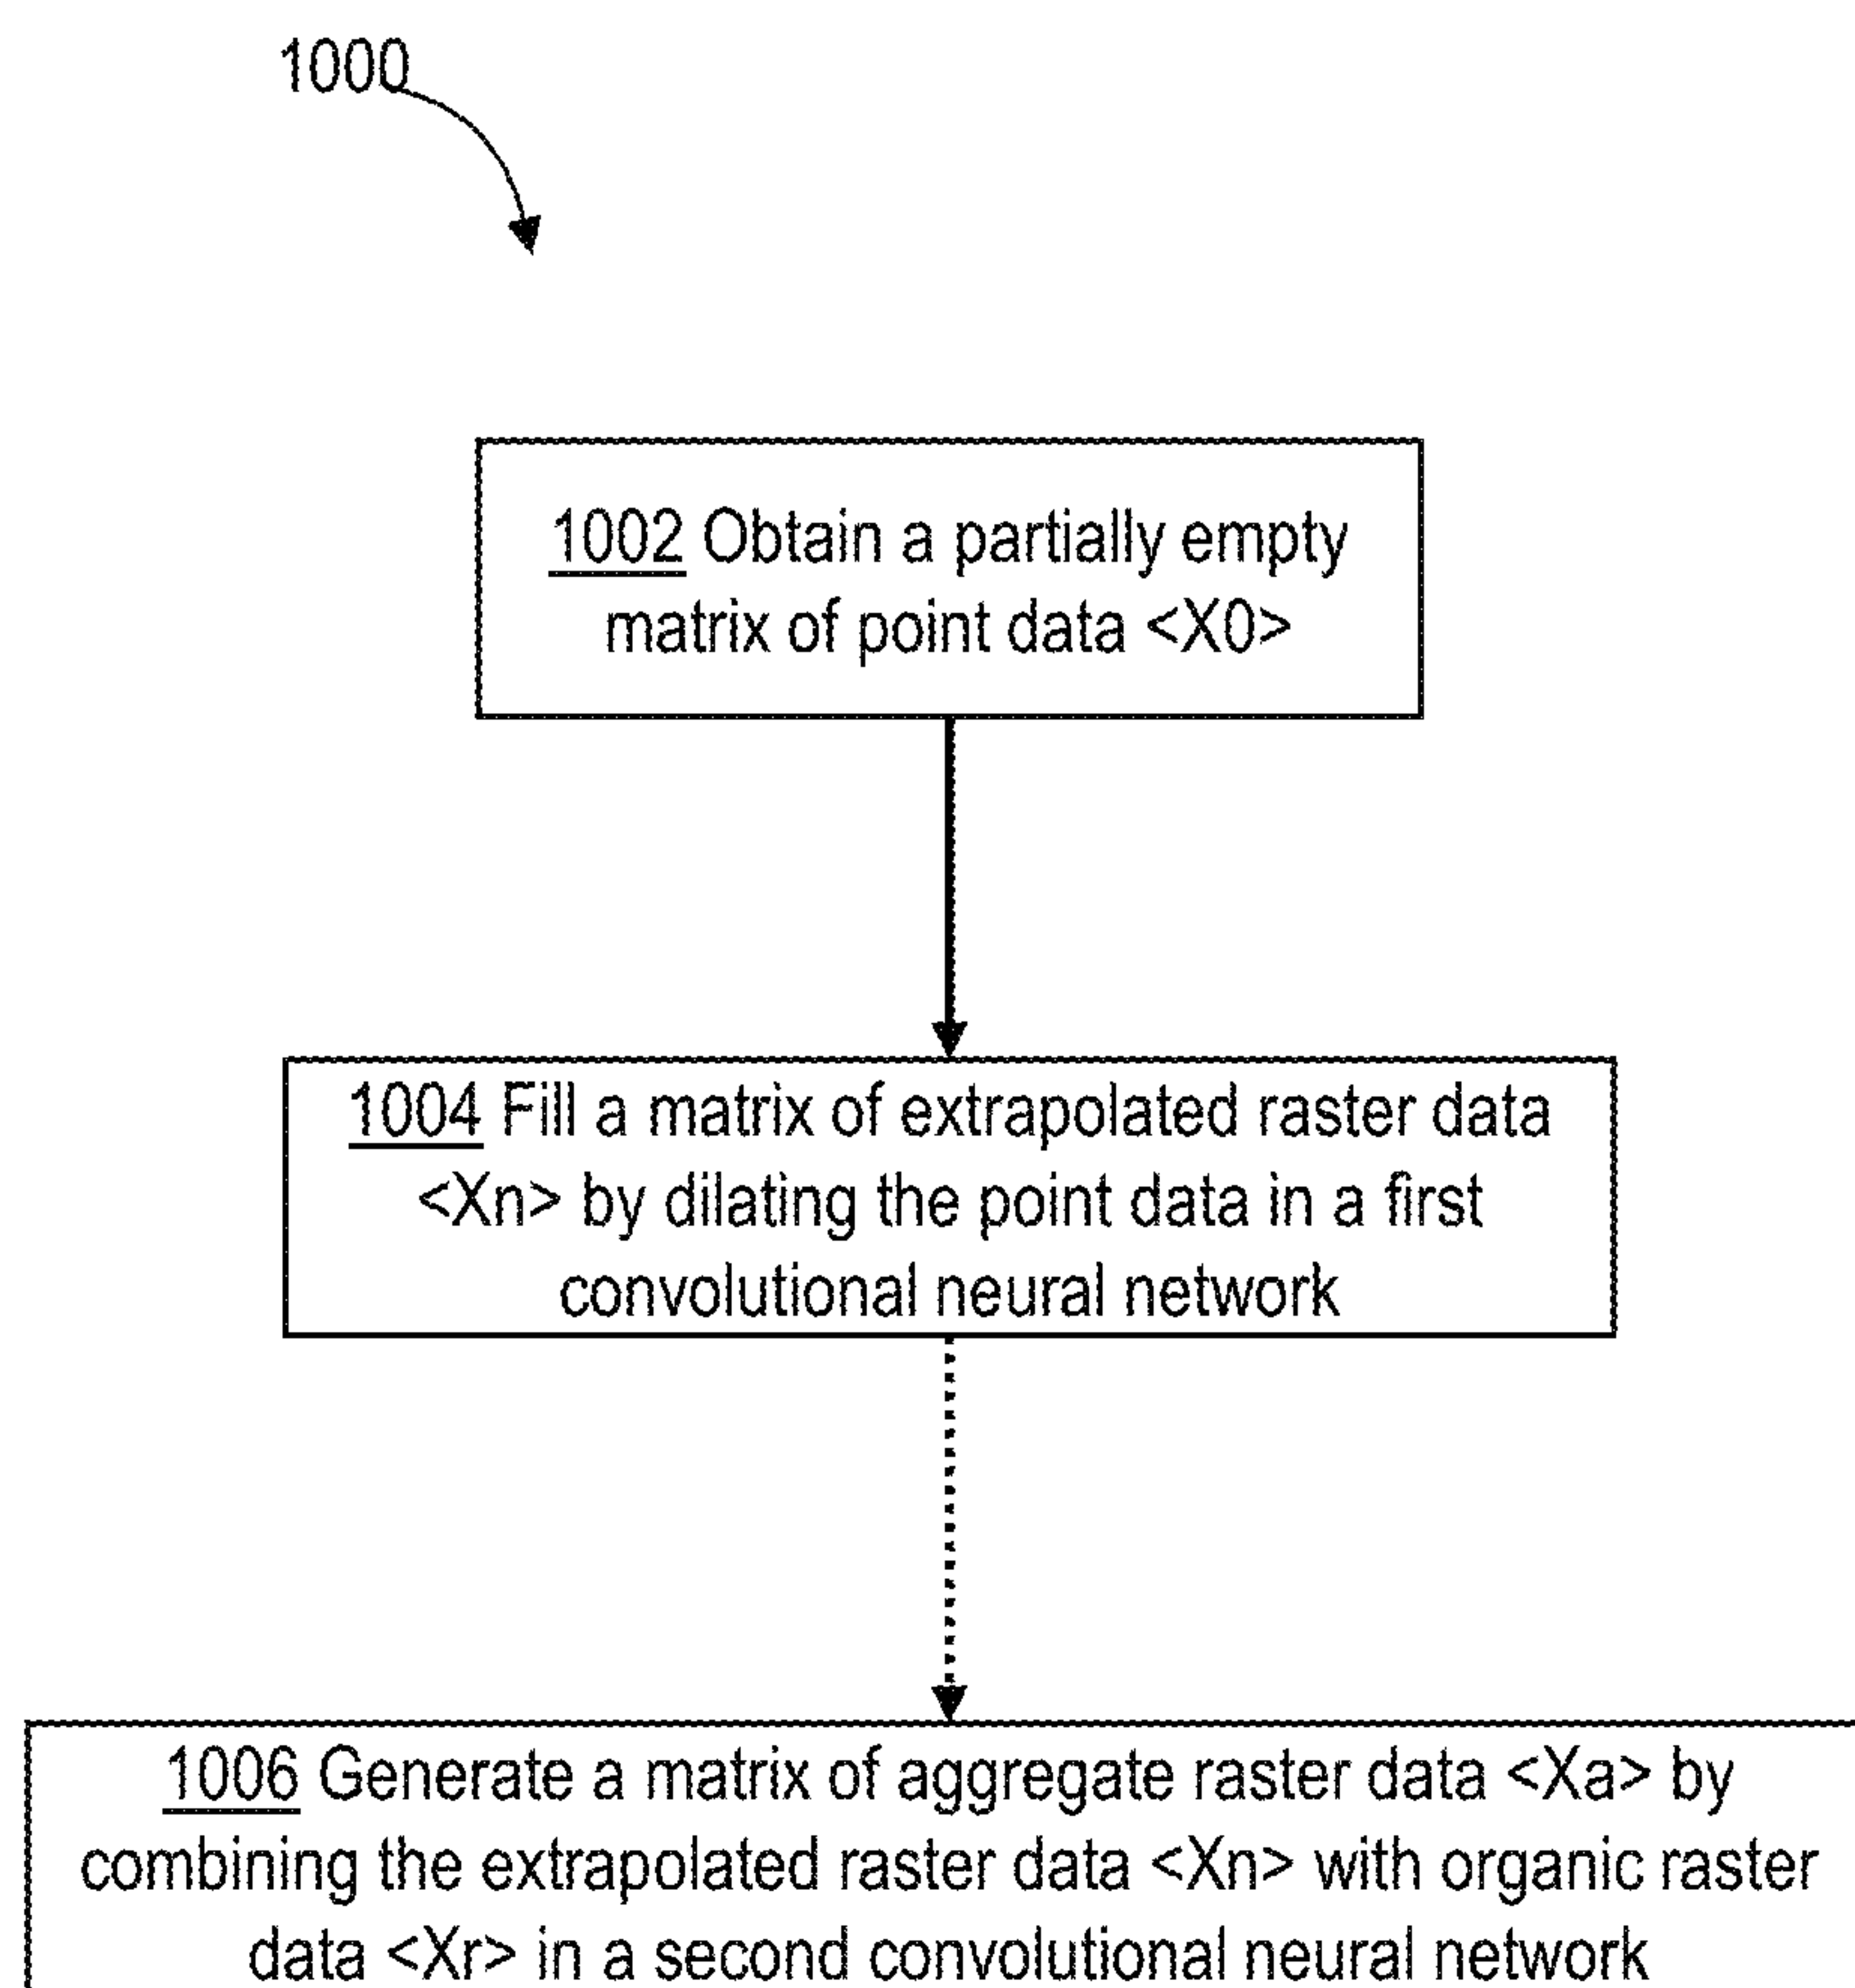 1000
1002 Obtain a partially empty
matrix of point data <X0>
1004 Fill a matrix of extrapolated raster data
<Xn> by dilating the point data in a first
convolutional neural network
1006 Generate a matrix of aggregate raster data <Xa> by
combining the extrapolated raster data <Xn> with organic raster
data <Xr> in a second convolutional neural network